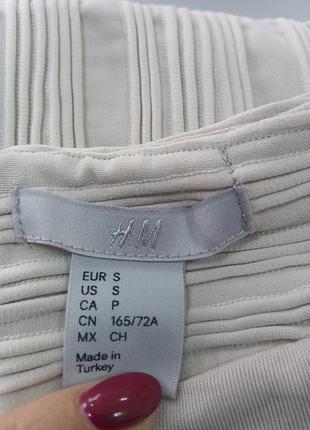 H&M
EUR S
US S
CA P
CN 165/72A
MX CH
Made in
Turkey